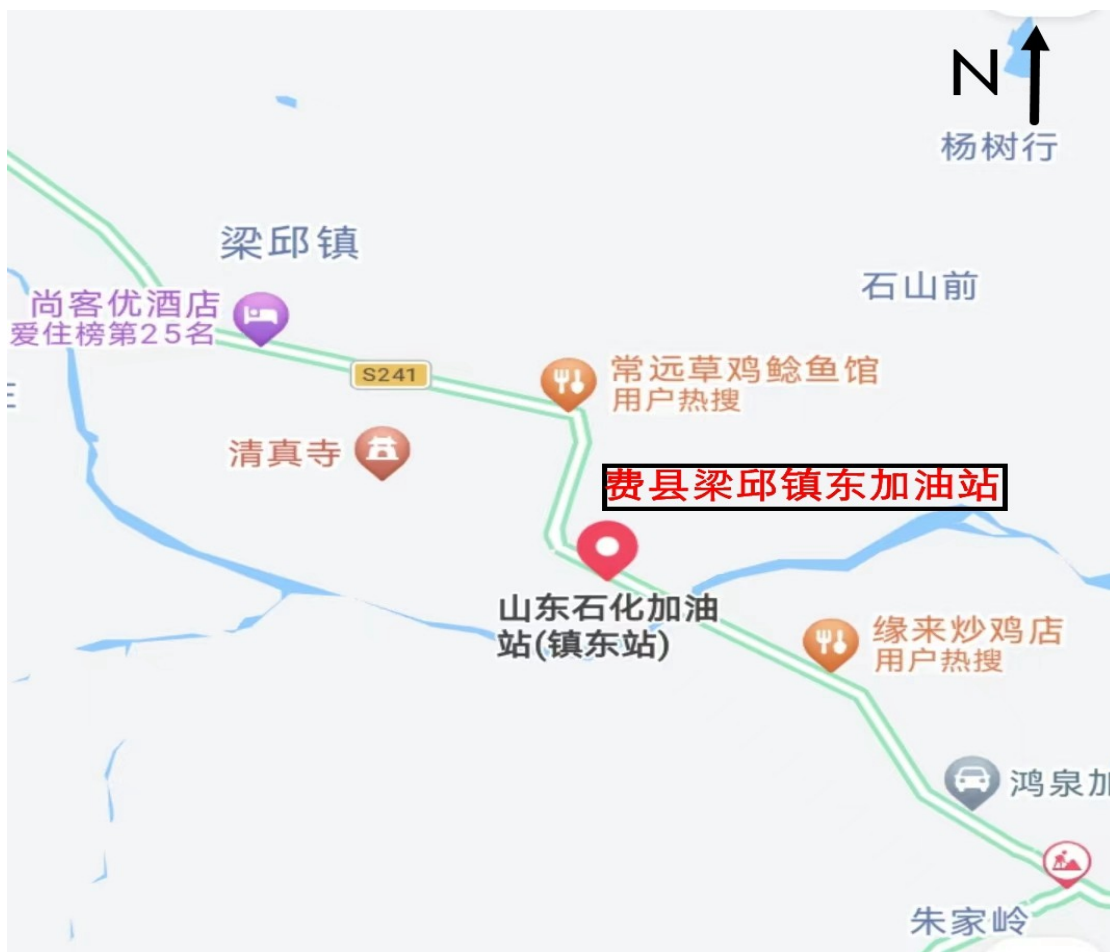 N
杨树行
梁邱镇
石山前
尚客优酒店
爱住榜第25名
S241
常远草鸡鲶鱼馆
用户热搜
清真寺
费县梁邱镇东加油站
山东石化加油
站(镇东站)
缘来炒鸡店
用户热搜
鸿泉加
朱家岭